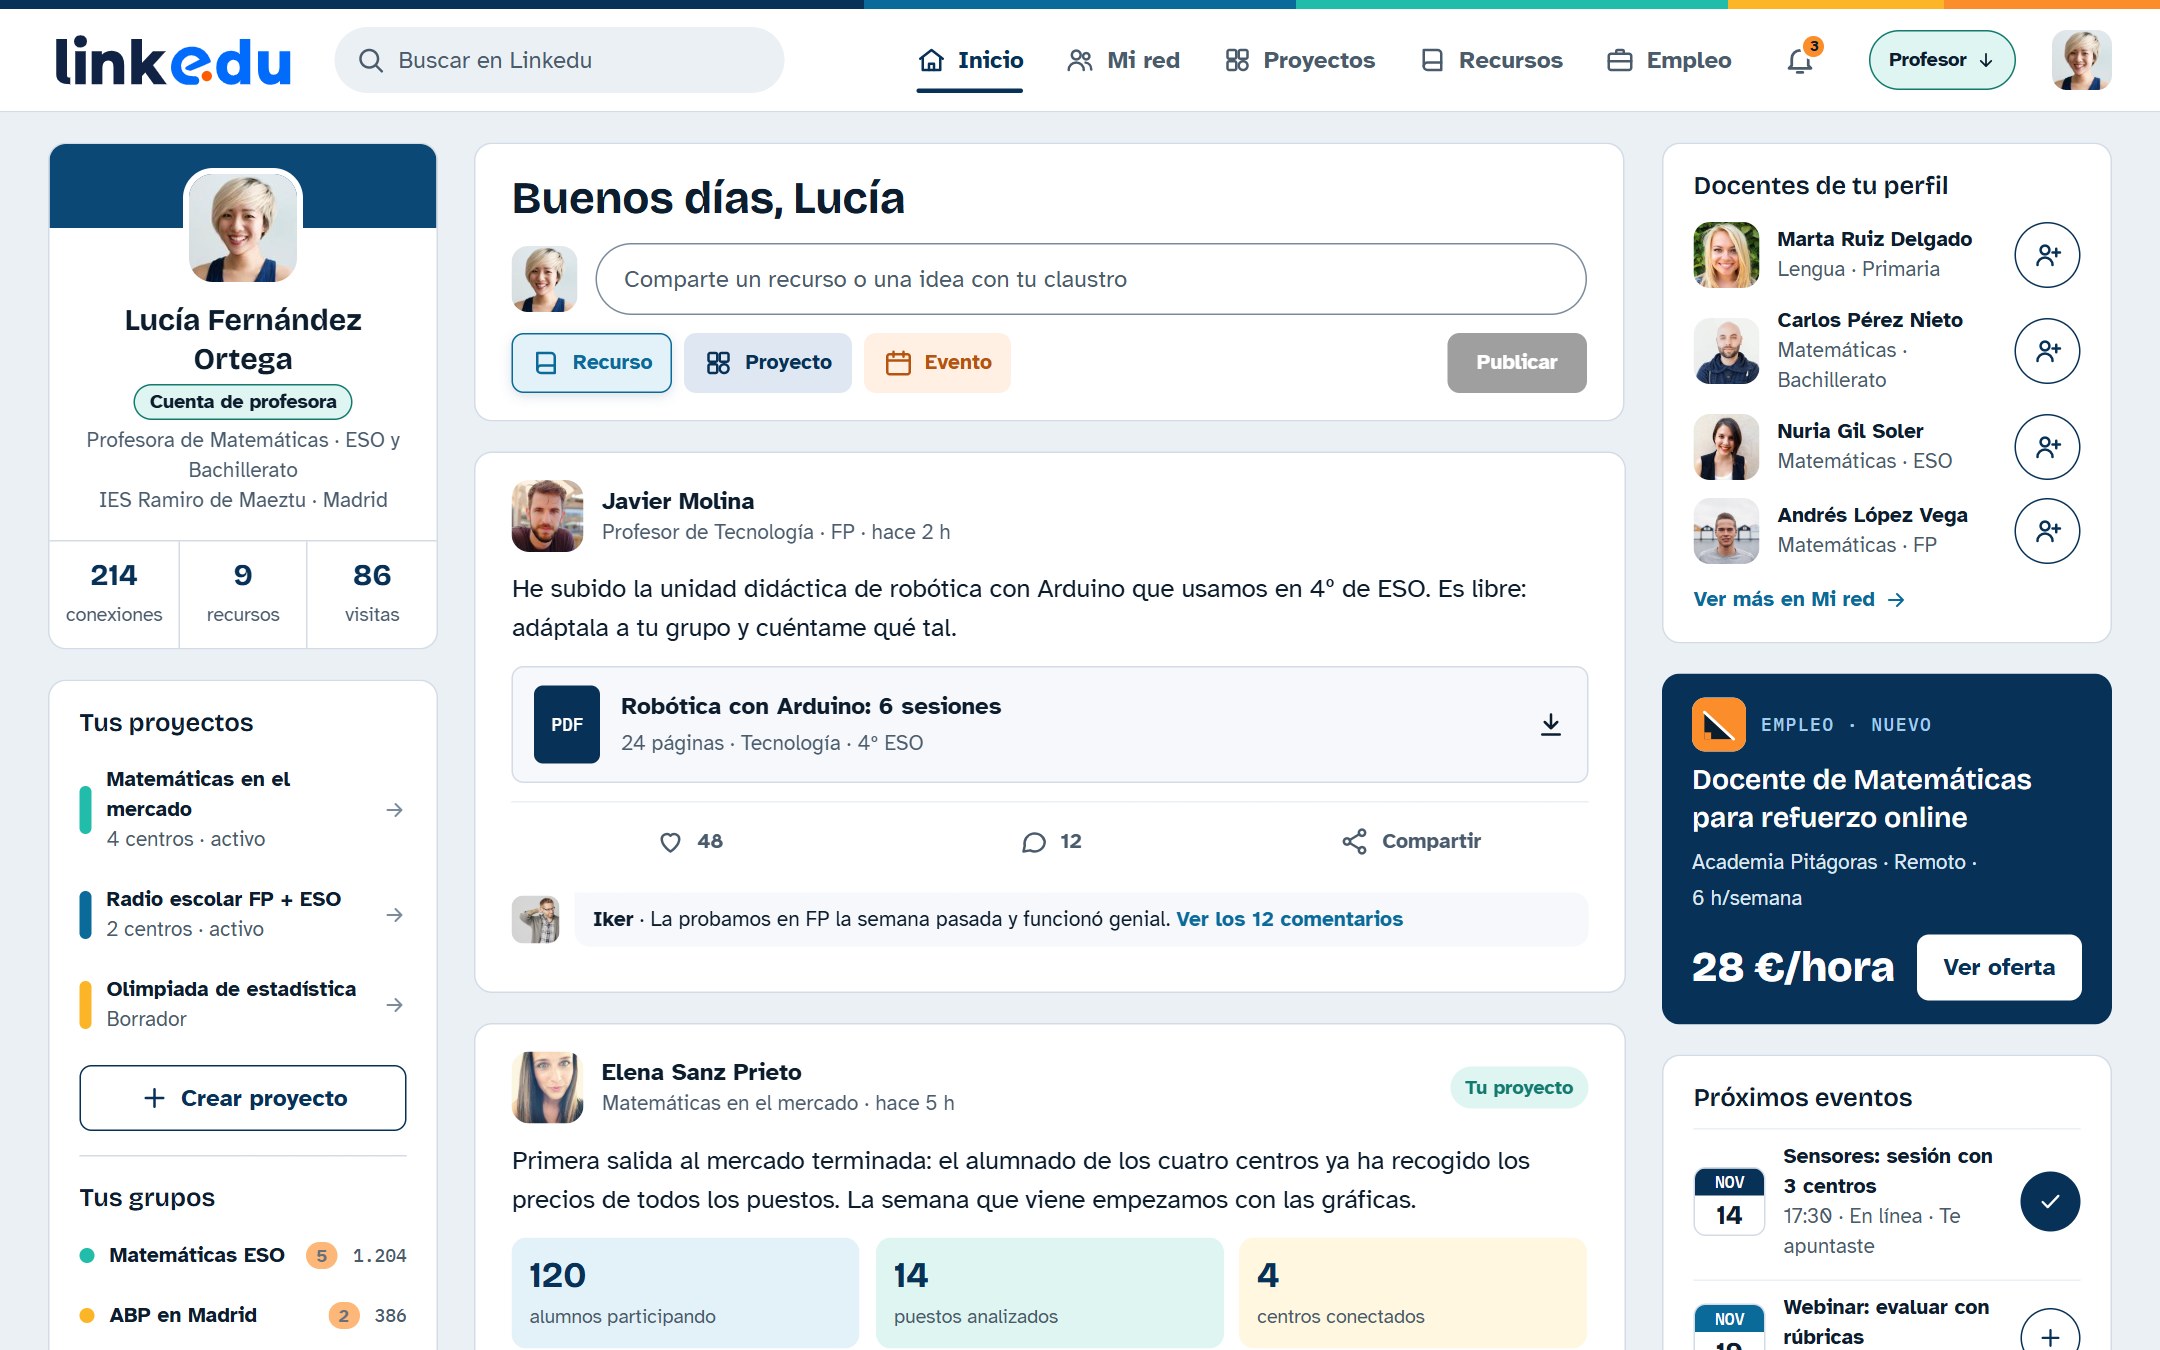 linkedu
Buscar en Linkedu
Inicio
Mi red
Proyectos
Recursos
Empleo
3
Profesor
Lucía Fernández
Ortega
Cuenta de profesora
Profesora de Matemáticas · ESO y
Bachillerato
IES Ramiro de Maeztu · Madrid
214
conexiones
9
recursos
86
visitas
Tus proyectos
Matemáticas en el
mercado
4 centros · activo
Radio escolar FP + ESO
2 centros · activo
Olimpiada de estadística
Borrador
Crear proyecto
Tus grupos
Matemáticas ESO 5 1.204
ABP en Madrid 2 386
Buenos días, Lucía
Comparte un recurso o una idea con tu claustro
Recurso
Proyecto
Evento
Publicar
Javier Molina
Profesor de Tecnología · FP · hace 2 h
He subido la unidad didáctica de robótica con Arduino que usamos en 4º de ESO. Es libre:
adáptala a tu grupo y cuéntame qué tal.
PDF
Robótica con Arduino: 6 sesiones
24 páginas · Tecnología · 4º ESO
48
12
Compartir
Iker · La probamos en FP la semana pasada y funcionó genial. Ver los 12 comentarios
Elena Sanz Prieto
Matemáticas en el mercado · hace 5 h
Tu proyecto
Primera salida al mercado terminada: el alumnado de los cuatro centros ya ha recogido los
precios de todos los puestos. La semana que viene empezamos con las gráficas.
120
alumnos participando
14
puestos analizados
4
centros conectados
Docentes de tu perfil
Marta Ruiz Delgado
Lengua · Primaria
Carlos Pérez Nieto
Matemáticas ·
Bachillerato
Nuria Gil Soler
Matemáticas · ESO
Andrés López Vega
Matemáticas · FP
Ver más en Mi red
EMPLEO · NUEVO
Docente de Matemáticas
para refuerzo online
Academia Pitágoras · Remoto ·
6 h/semana
28 €/hora
Ver oferta
Próximos eventos
NOV
14
Sensores: sesión con
3 centros
17:30 · En línea · Te
apuntaste
NOV
Webinar: evaluar con
rúbricas